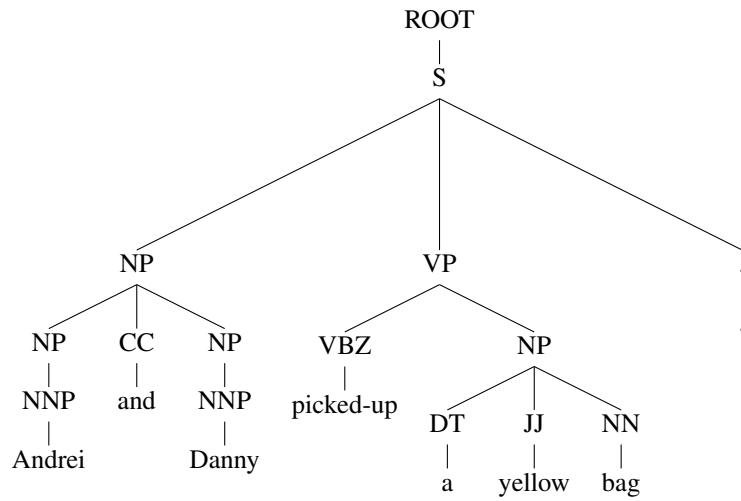 ROOT
S
NP VP
NP CC NP VBZ NP
NNP and NNP picked-up DT JJ NN
Andrei Danny a yellow bag